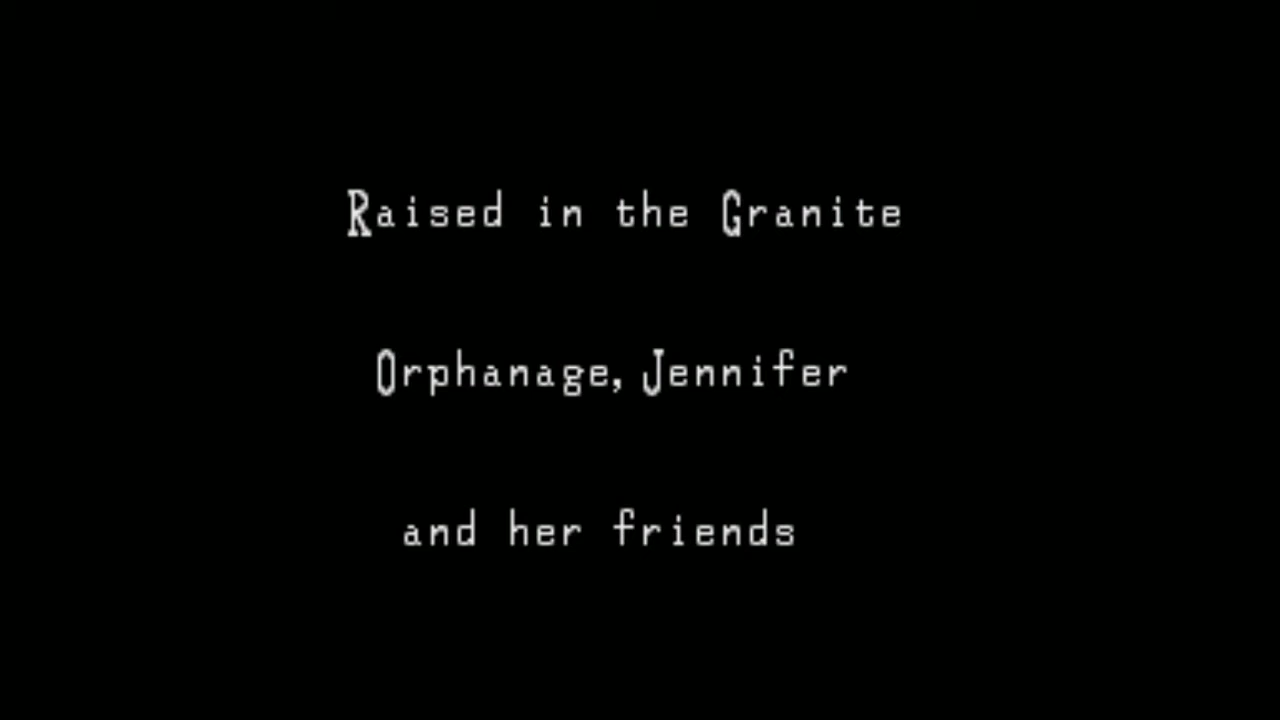 Raised in the Granite
Orphanage, Jennifer
and her friends